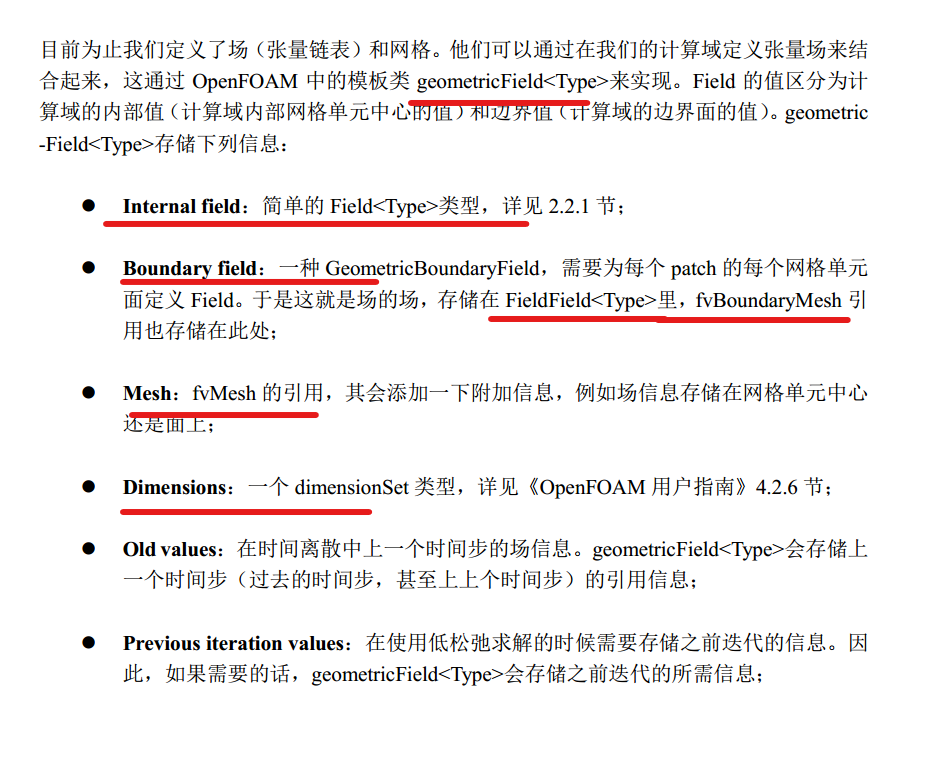 目前为止我们定义了场（张量链表）和网格。他们可以通过在我们的计算域定义张量场来结
合起来，这通过 OpenFOAM 中的模板类 geometricField<Type>来实现。Field 的值区分为计
算域的内部值（计算域内部网格单元中心的值）和边界值（计算域的边界面的值）。geometric
-Field<Type>存储下列信息：
● Internal field：简单的 Field<Type>类型，详见 2.2.1 节；
● Boundary field：一种 GeometricBoundaryField，需要为每个 patch 的每个网格单元
面定义 Field。于是这就是场的场，存储在 FieldField<Type>里，fvBoundaryMesh 引
用也存储在此处；
● Mesh：fvMesh 的引用，其会添加一下附加信息，例如场信息存储在网格单元中心
还是面上；
● Dimensions：一个 dimensionSet 类型，详见《OpenFOAM 用户指南》4.2.6 节；
● Old values：在时间离散中上一个时间步的场信息。geometricField<Type>会存储上
一个时间步（过去的时间步，甚至上上个时间步）的引用信息；
● Previous iteration values：在使用低松弛求解的时候需要存储之前迭代的信息。因
此，如果需要的话，geometricField<Type>会存储之前迭代的所需信息；